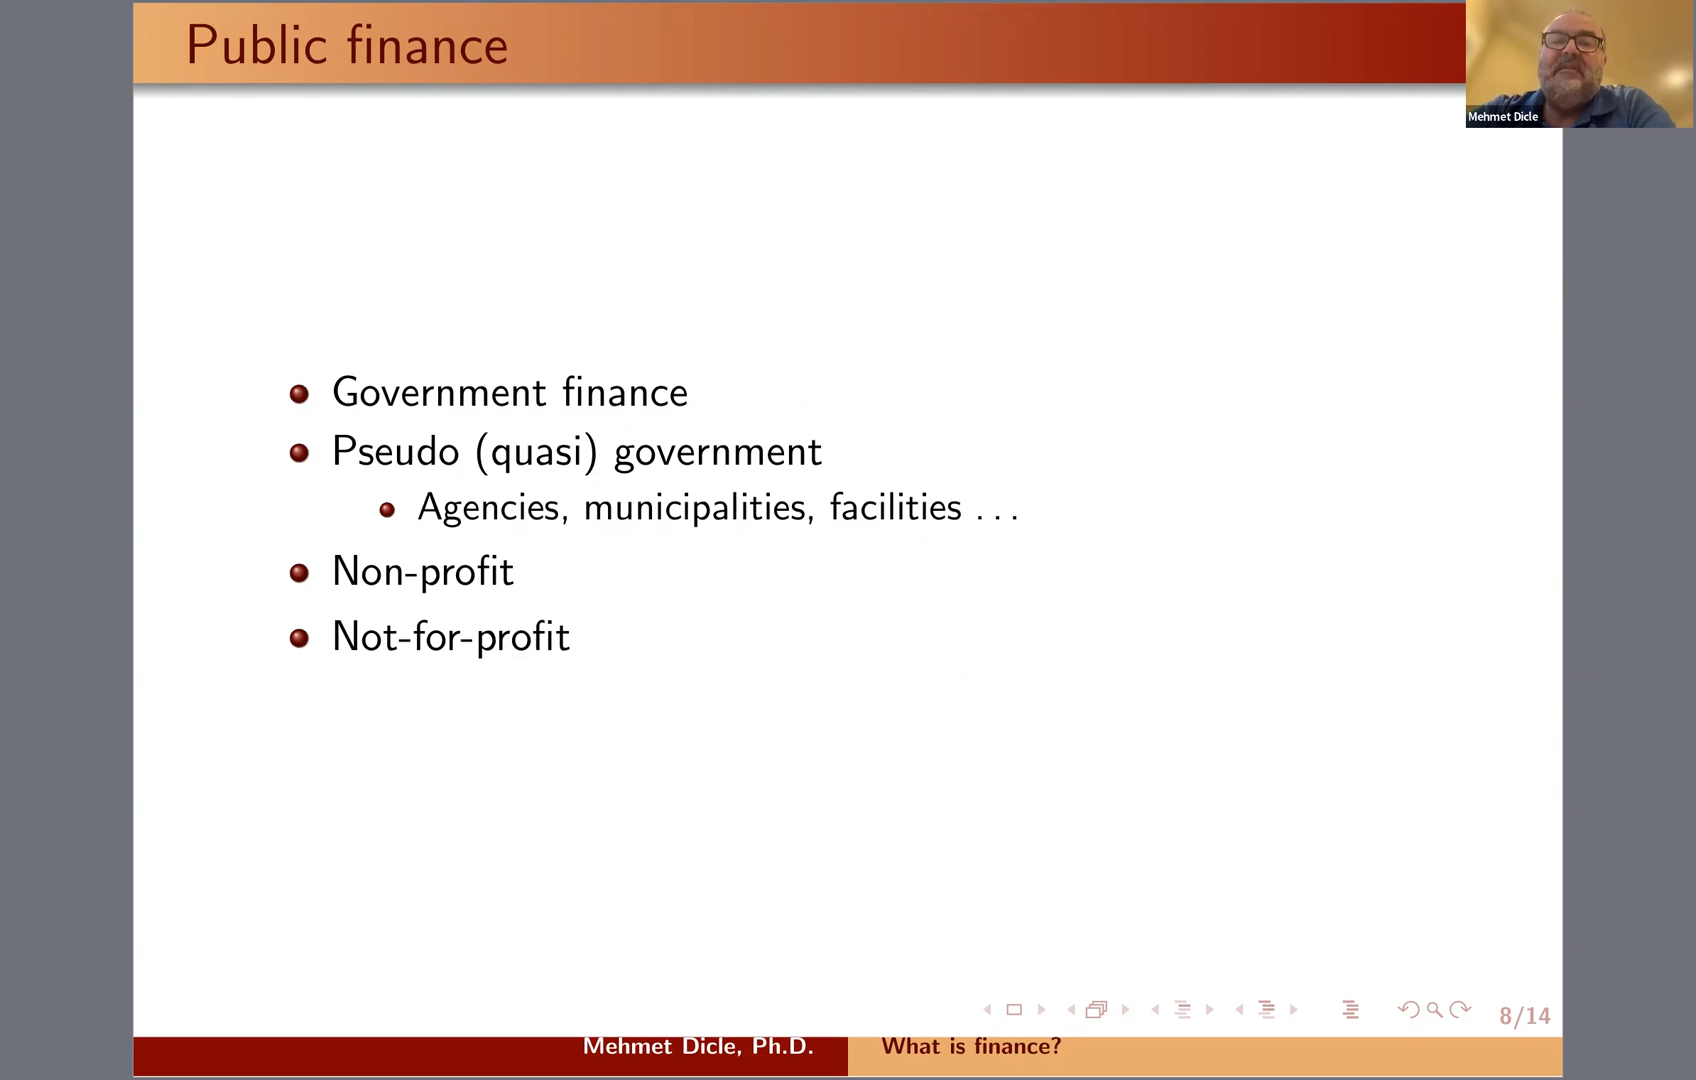 Public finance
Mehmet Dicle
Government finance
Pseudo (quasi) government
Agencies, municipalities, facilities ...
Non-profit
Not-for-profit
8/14
Mehmet Dicle, Ph.D.
What is finance?